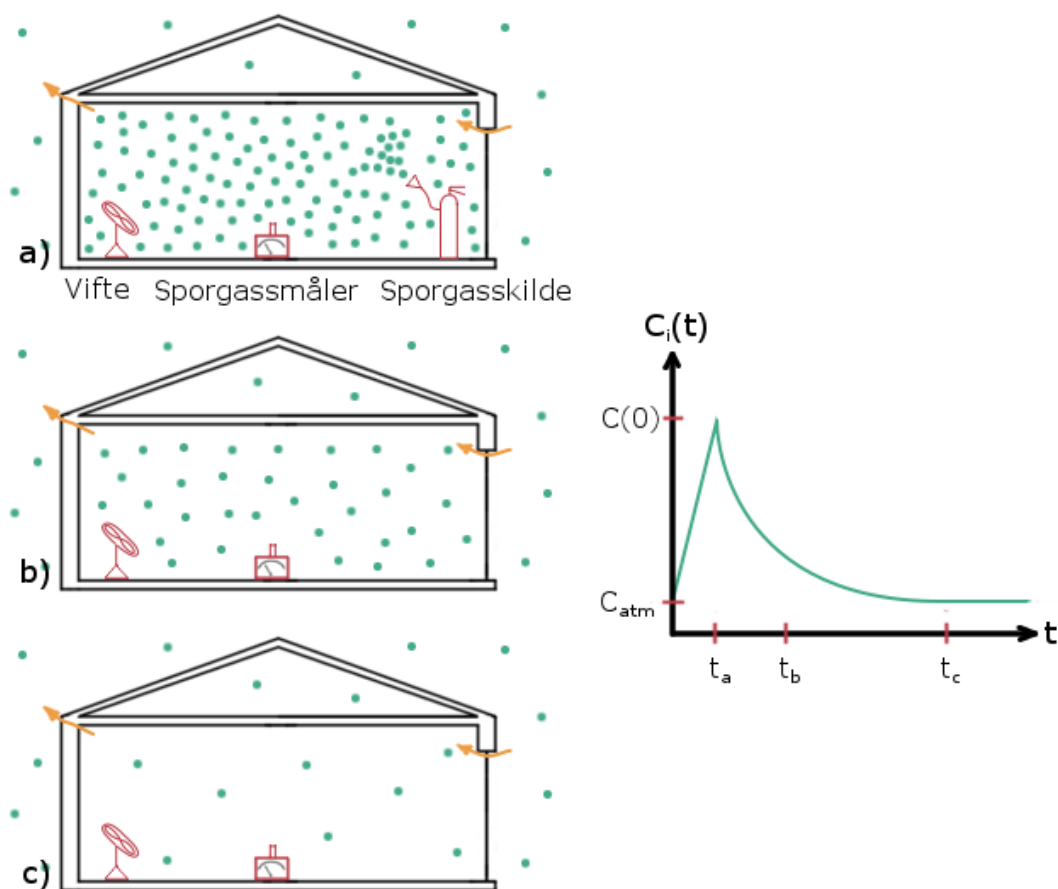 a)
Vifte Sporgassmåler Sporgasskilde
b)
c)
Cᵢ(t)
C(0)
Cₐₜₘ
t
tₐ
t_b
t_c